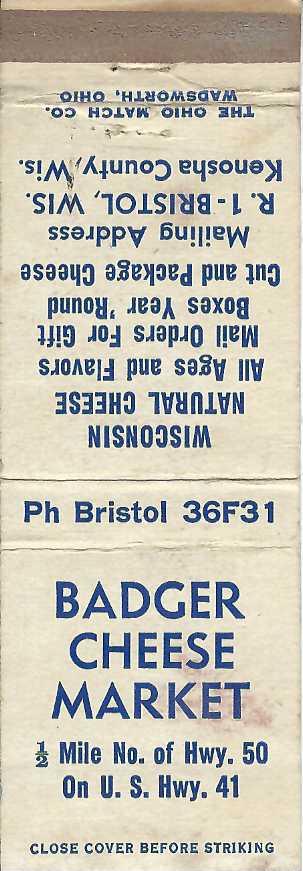 BADGER
CHEESE
MARKET
½ Mile No. of Hwy. 50
On U. S. Hwy. 41
CLOSE COVER BEFORE STRIKING
Ph Bristol 36F31
WISCONSIN
NATURAL CHEESE
All Ages and Flavors
Mail Orders For Gift
Boxes Year 'Round
Cut and Package Cheese
Mailing Address
R. 1 - BRISTOL, WIS.
Kenosha County, Wis.
THE OHIO MATCH CO.
WADSWORTH, OHIO